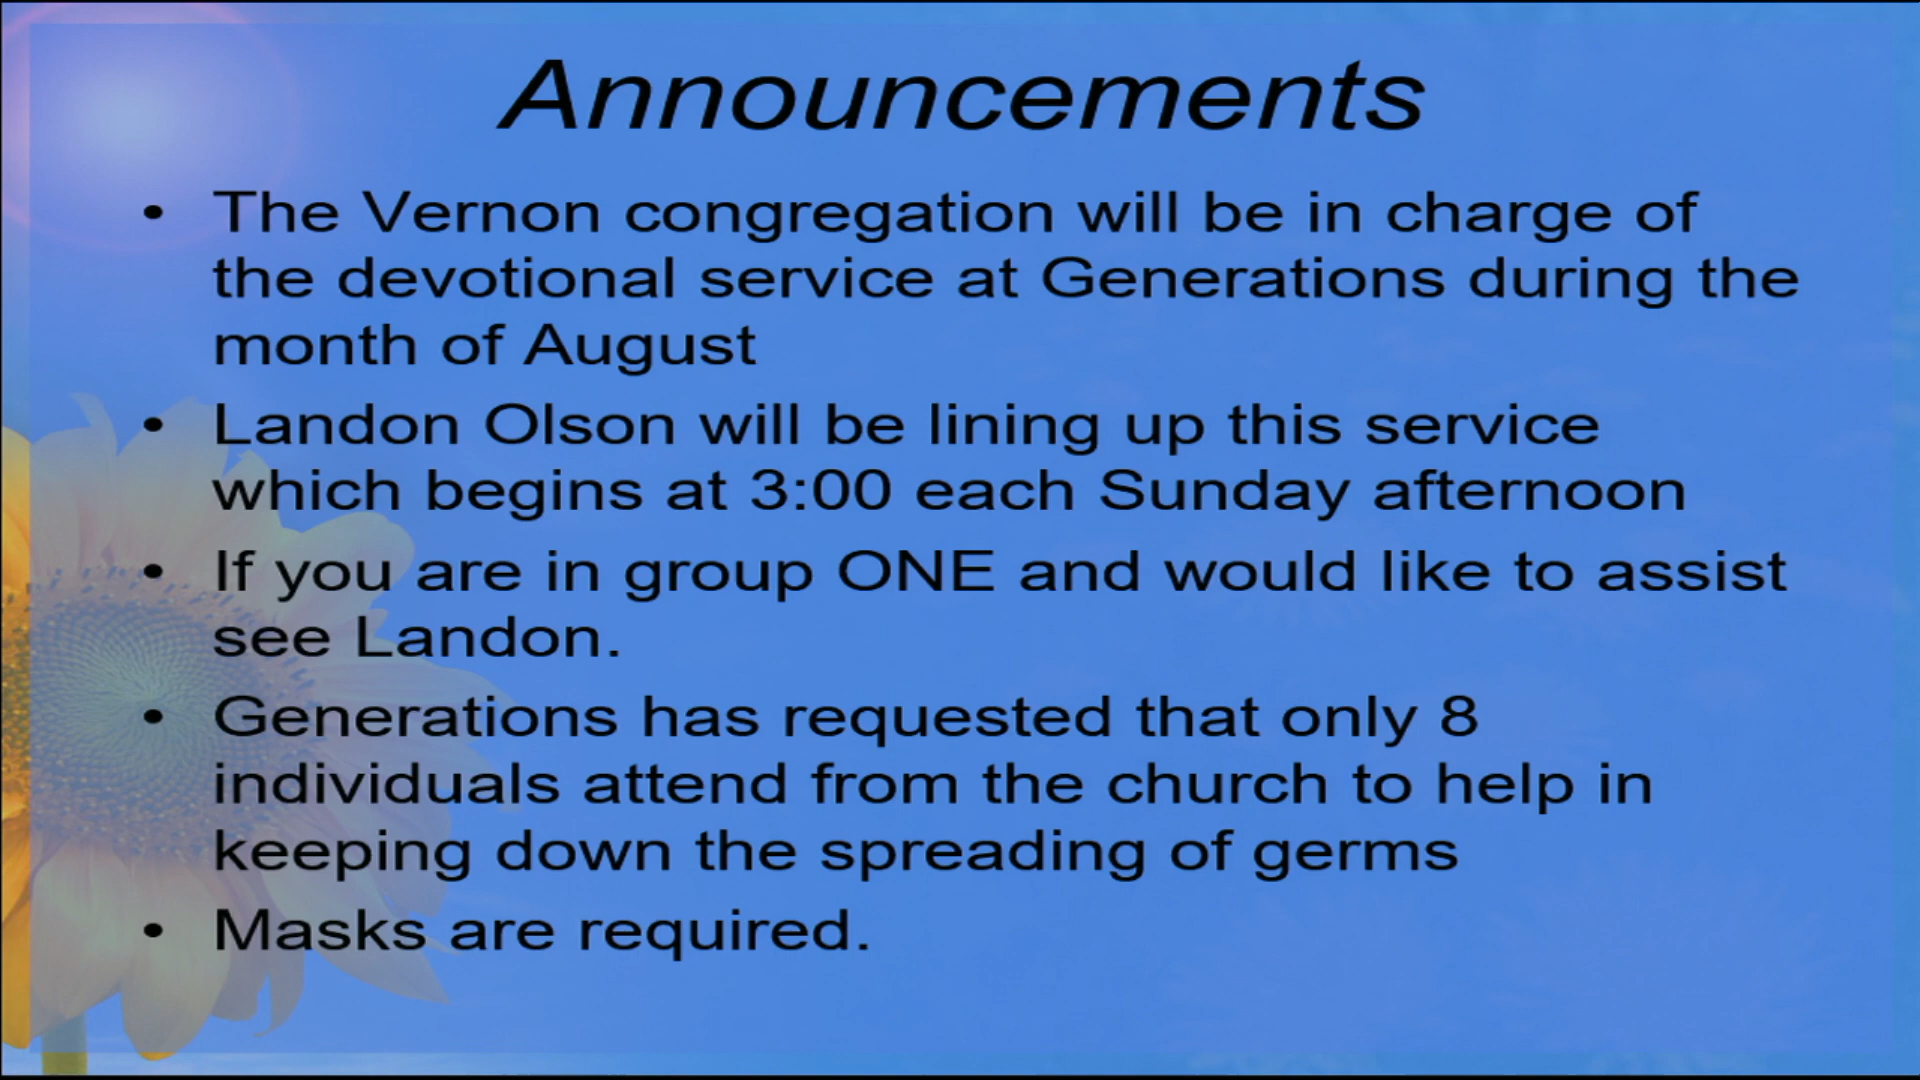 Announcements
• The Vernon congregation will be in charge of
the devotional service at Generations during the
month of August
• Landon Olson will be lining up this service
which begins at 3:00 each Sunday afternoon
• If you are in group ONE and would like to assist
see Landon.
• Generations has requested that only 8
individuals attend from the church to help in
keeping down the spreading of germs
• Masks are required.